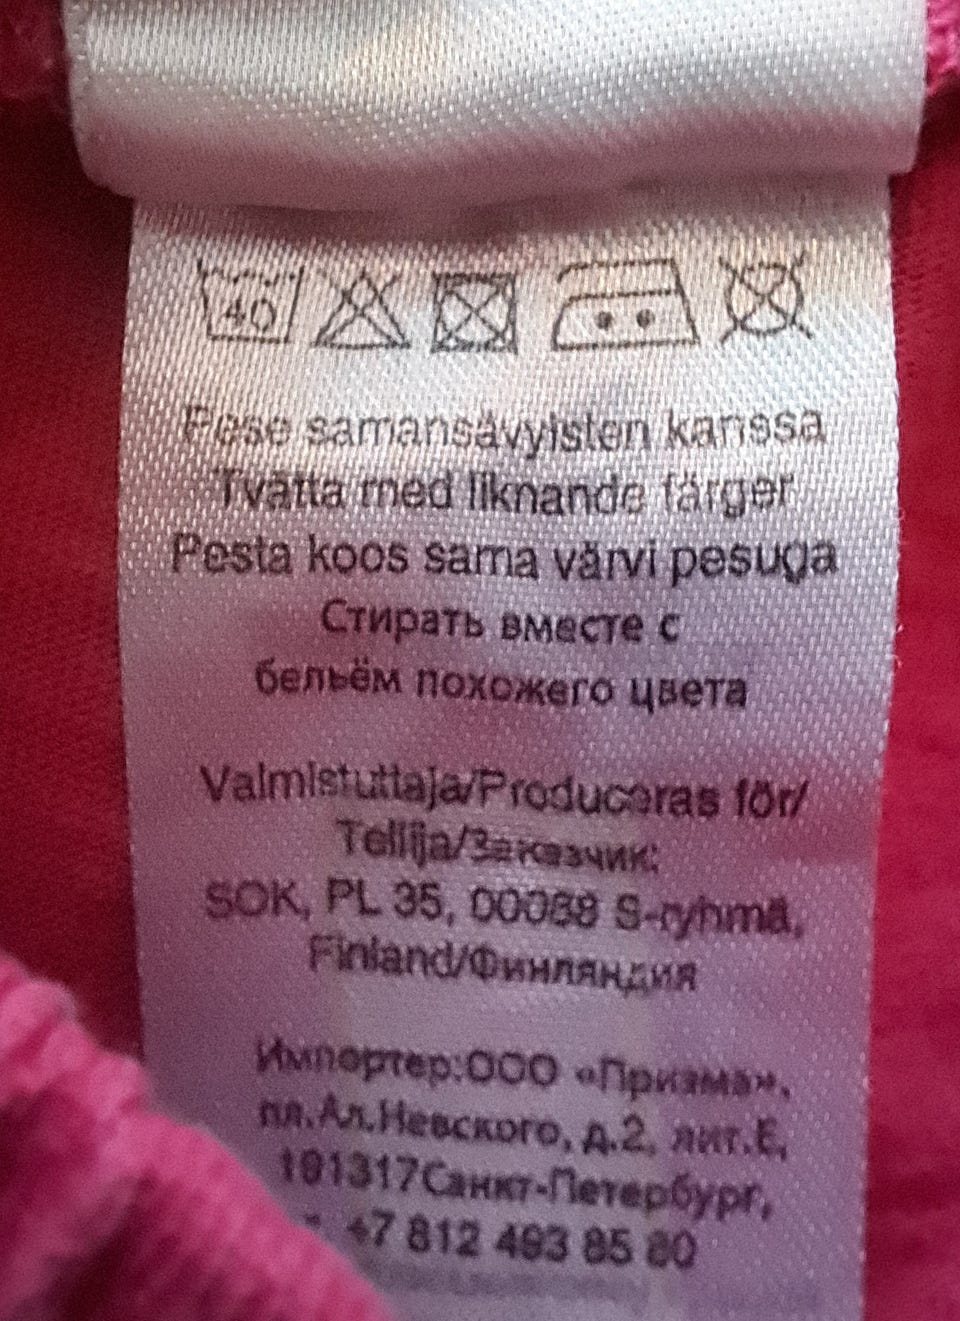 40
Pese samansävyisten kanssa
Tvätta med liknande färger
Pesta koos sama värvi pesuga
Стирать вместе с
бельём похожего цвета
Valmistuttaja/Produceras för/
Tellija/Заказчик:
SOK, PL 35, 00088 S-ryhmä,
Finland/Финляндия
Импортер:ООО «Призма»,
пл.Ал.Невского, д.2, лит.Е,
191317Санкт-Петербург,
+7 812 493 85 80